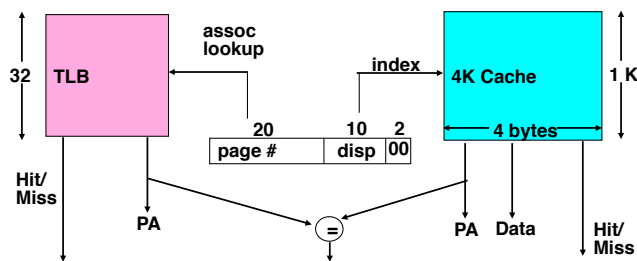 assoc
lookup
32
TLB
index
4K Cache
1 K
20
10
2
4 bytes
page #
disp
00
Hit/
Miss
PA
=
PA
Data
Hit/
Miss